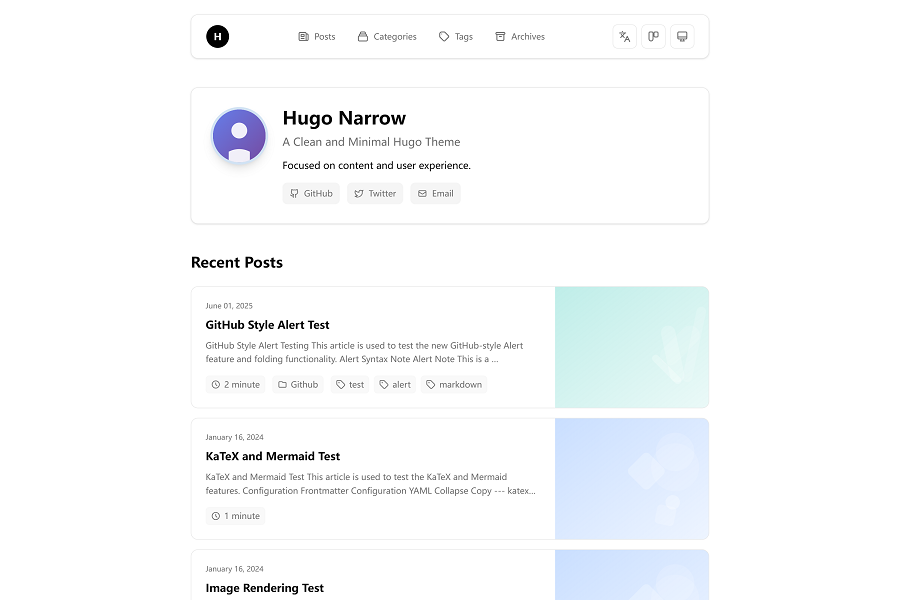 H
Posts
Categories
Tags
Archives
Hugo Narrow
A Clean and Minimal Hugo Theme
Focused on content and user experience.
GitHub
Twitter
Email
Recent Posts
June 01, 2025
GitHub Style Alert Test
GitHub Style Alert Testing This article is used to test the new GitHub-style Alert
feature and folding functionality. Alert Syntax Note Alert Note This is a ...
2 minute
Github
test
alert
markdown
January 16, 2024
KaTeX and Mermaid Test
KaTeX and Mermaid Test This article is used to test the KaTeX and Mermaid
features. Configuration Frontmatter Configuration YAML Collapse Copy --- katex...
1 minute
January 16, 2024
Image Rendering Test